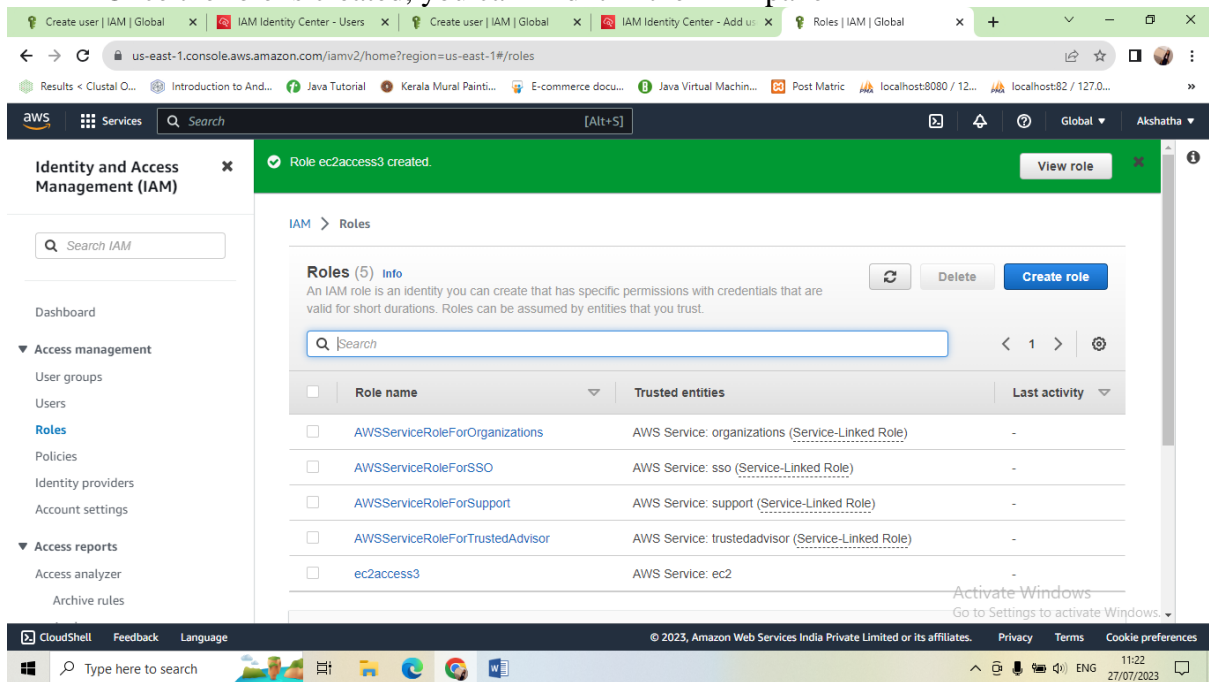 Create user | IAM | Global
IAM Identity Center - Users
Create user | IAM | Global
IAM Identity Center - Add us
Roles | IAM | Global
us-east-1.console.aws.amazon.com/iamv2/home?region=us-east-1#/roles
Results < Clustal O...
Introduction to And...
Java Tutorial
Kerala Mural Painti...
E-commerce docu...
Java Virtual Machin...
Post Matric
localhost:8080 / 12...
localhost:82 / 127.0...
»
aws
Services
Search
[Alt+S]
Global
Akshatha
Identity and Access
Management (IAM)
Search IAM
Dashboard
Access management
User groups
Users
Roles
Policies
Identity providers
Account settings
Access reports
Access analyzer
Archive rules
Role ec2access3 created.
View role
IAM > Roles
Roles (5) Info
An IAM role is an identity you can create that has specific permissions with credentials that are
valid for short durations. Roles can be assumed by entities that you trust.
Delete
Create role
Search
< 1 >
Role name Trusted entities Last activity
AWSServiceRoleForOrganizations AWS Service: organizations (Service-Linked Role) -
AWSServiceRoleForSSO AWS Service: sso (Service-Linked Role) -
AWSServiceRoleForSupport AWS Service: support (Service-Linked Role) -
AWSServiceRoleForTrustedAdvisor AWS Service: trustedadvisor (Service-Linked Role) -
ec2access3 AWS Service: ec2 -
Activate Windows
Go to Settings to activate Windows.
CloudShell Feedback Language
© 2023, Amazon Web Services India Private Limited or its affiliates. Privacy Terms Cookie preferences
Type here to search
ENG
11:22
27/07/2023